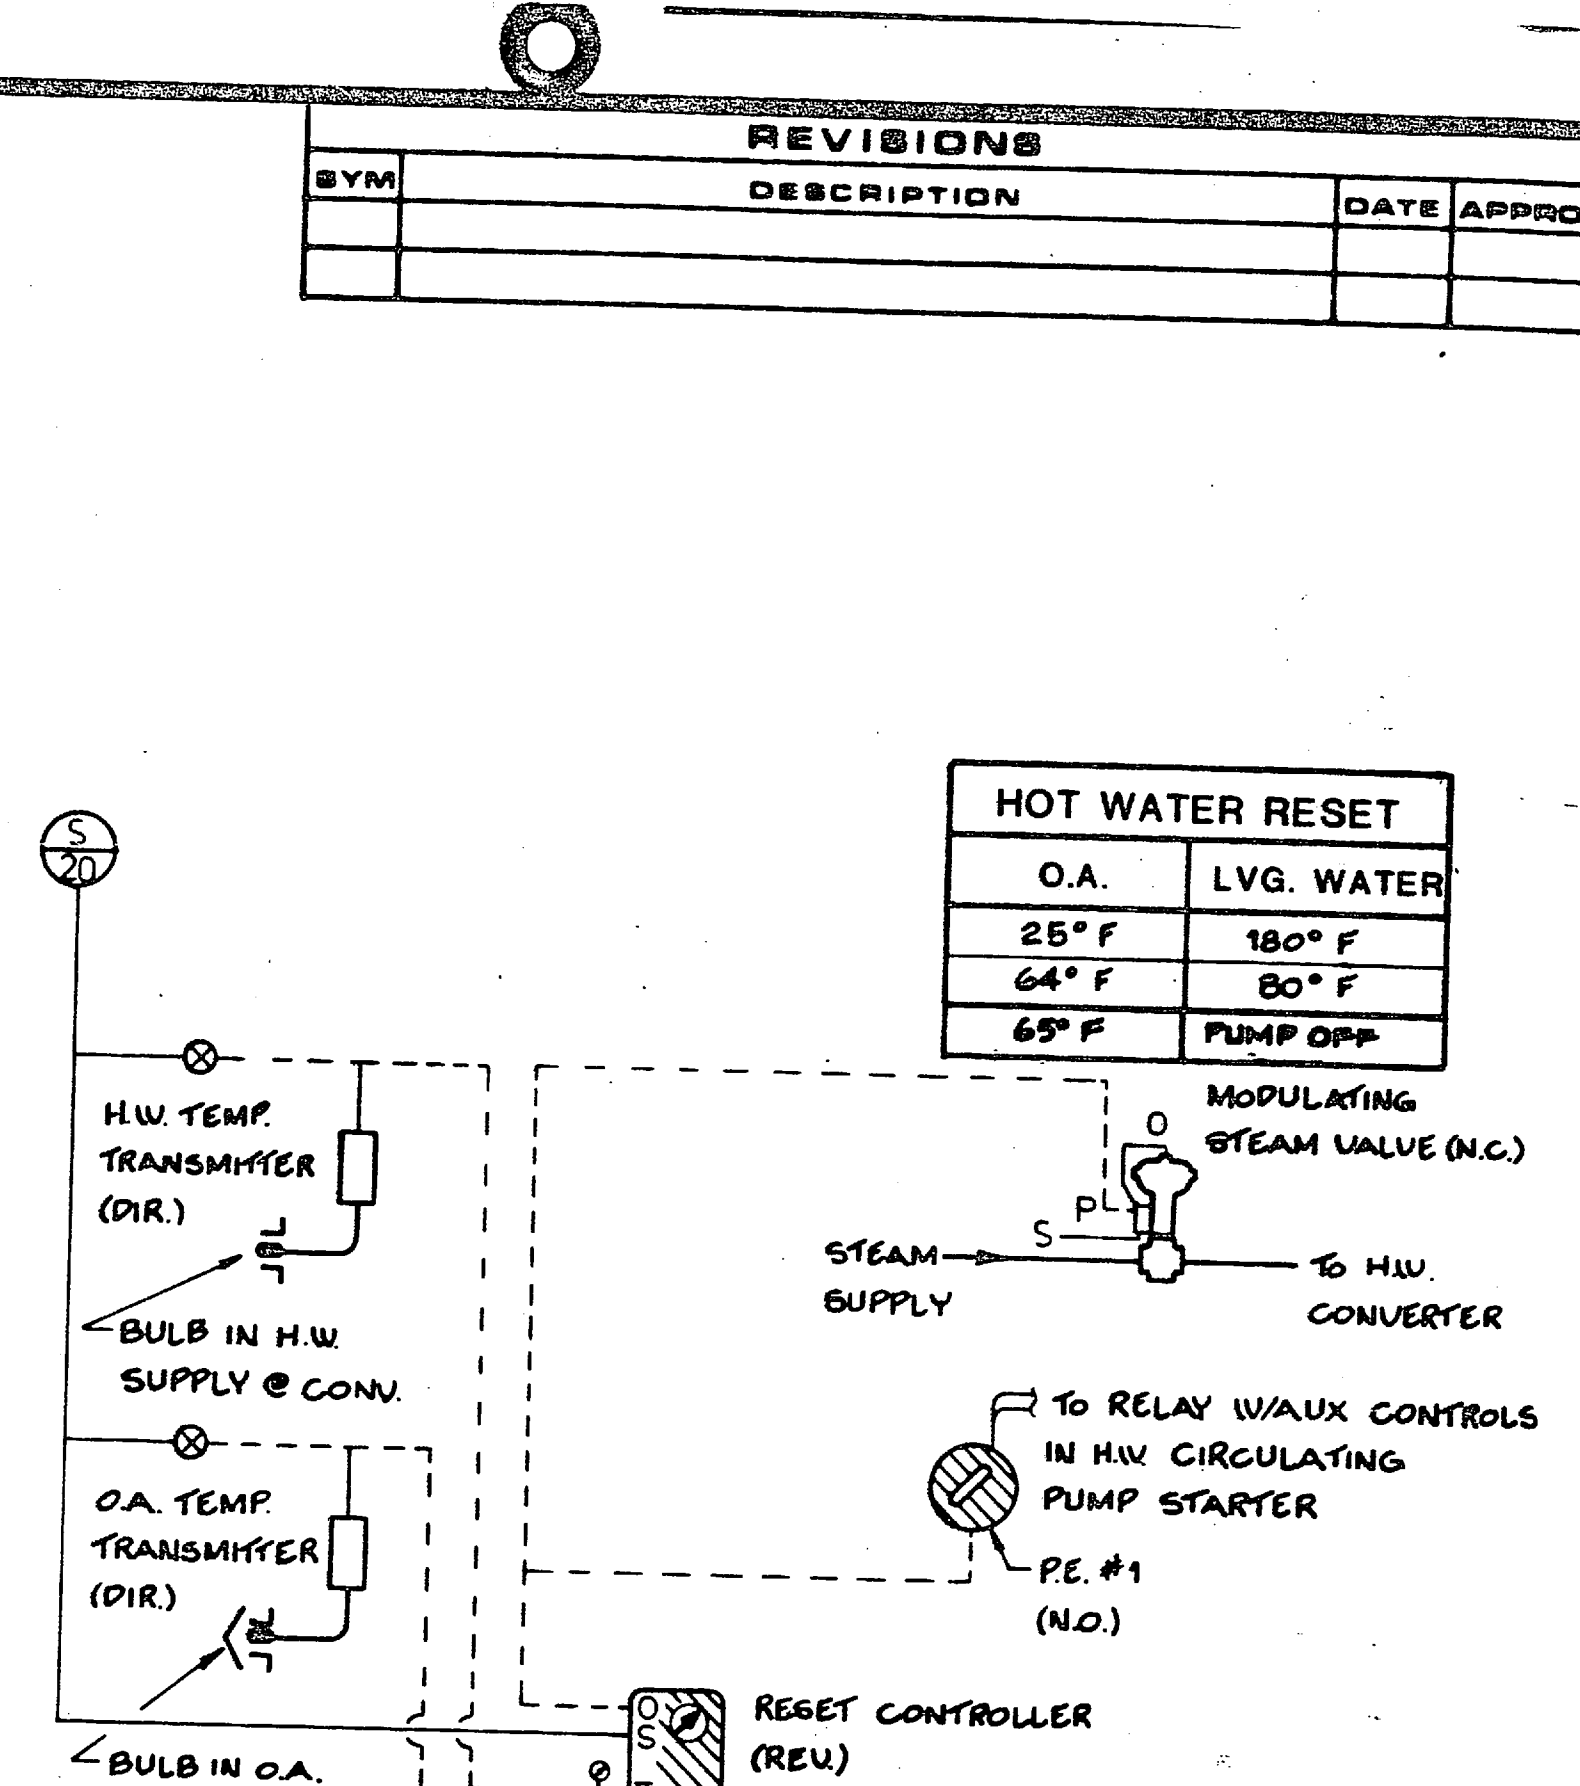 REVISIONS
SYM DESCRIPTION DATE APPRO
S
20
HOT WATER RESET
O.A. LVG. WATER
25° F 180° F
64° F 80° F
65° F PUMP OFF
H.W. TEMP.
TRANSMITTER
(DIR.)
BULB IN H.W.
SUPPLY @ CONV.
MODULATING
STEAM VALVE (N.C.)
O
P
S
STEAM
SUPPLY
TO H.W.
CONVERTER
TO RELAY W/AUX CONTROLS
IN H.W. CIRCULATING
PUMP STARTER
P.E. #1
(N.O.)
O.A. TEMP.
TRANSMITTER
(DIR.)
BULB IN O.A.
O
S
RESET CONTROLLER
(REV.)